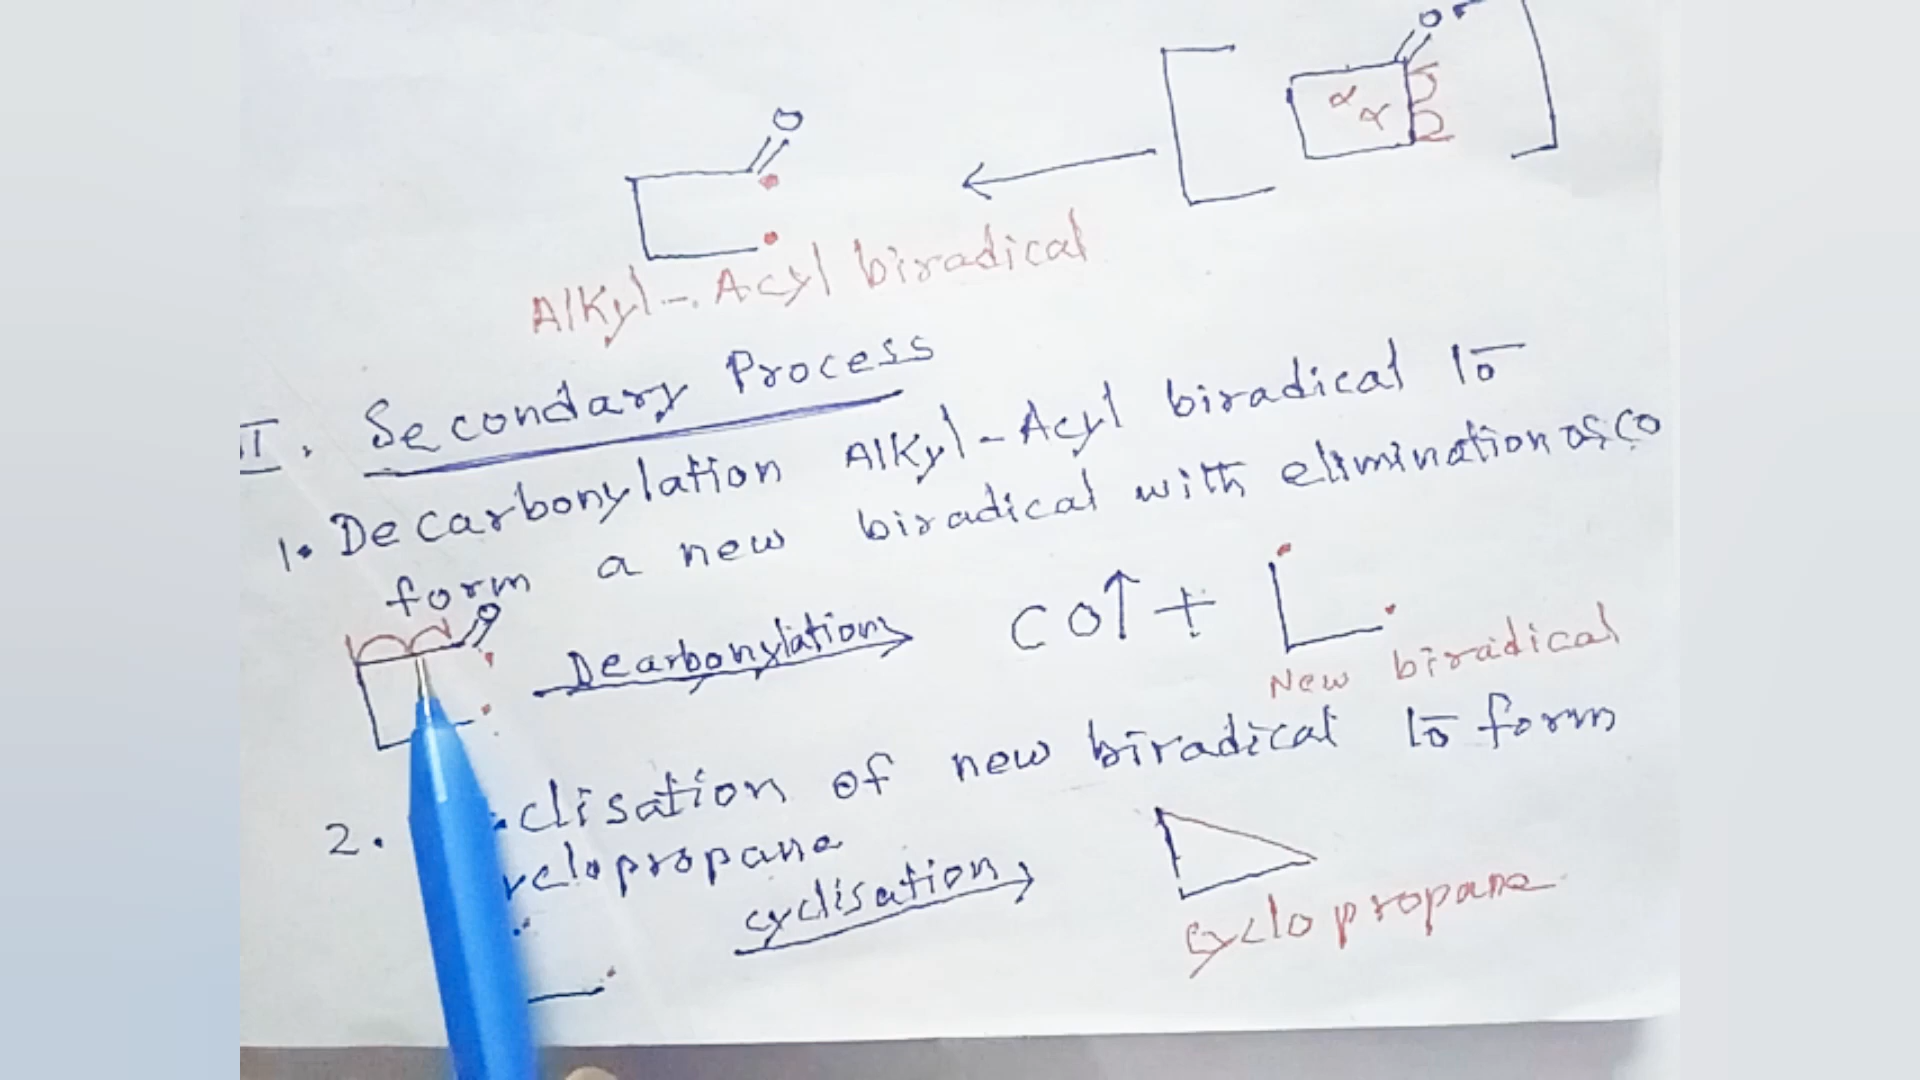 O
O
α
α
Alkyl-Acyl biradical
II. Secondary Process
1. Decarbonylation Alkyl-Acyl biradical to
form a new biradical with elimination of CO
O
Decarbonylation
CO↑ +
New biradical
2. clisation of new biradical to form
yclopropane
cyclisation
cyclopropane